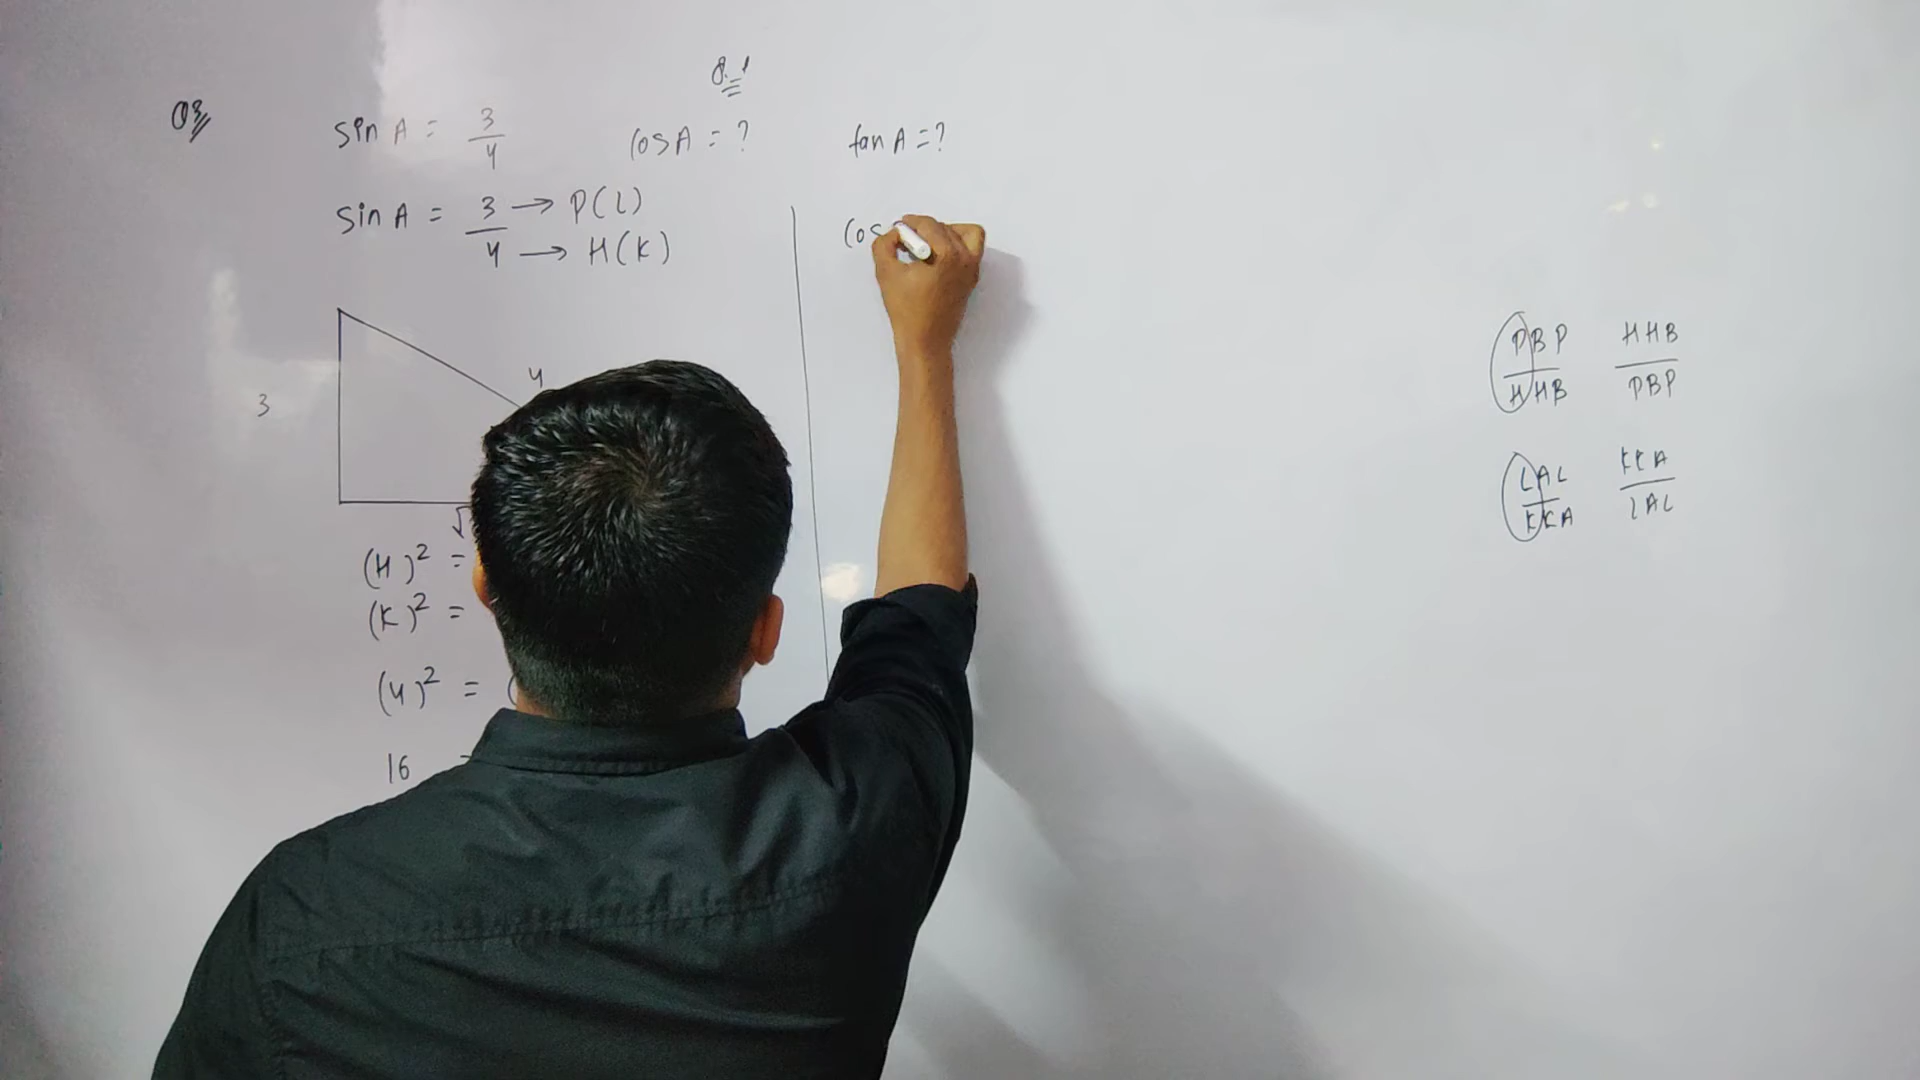 8.1
Q3
sin A = 3/4 cos A = ? tan A = ?
sin A = 3/4 → P(L) → H(K)
cos
4
3
√
(H)² =
(K)² =
(4)² = (
16 =
PBP/HHB HHB/PBP
LAL/KKA KKA/LAL